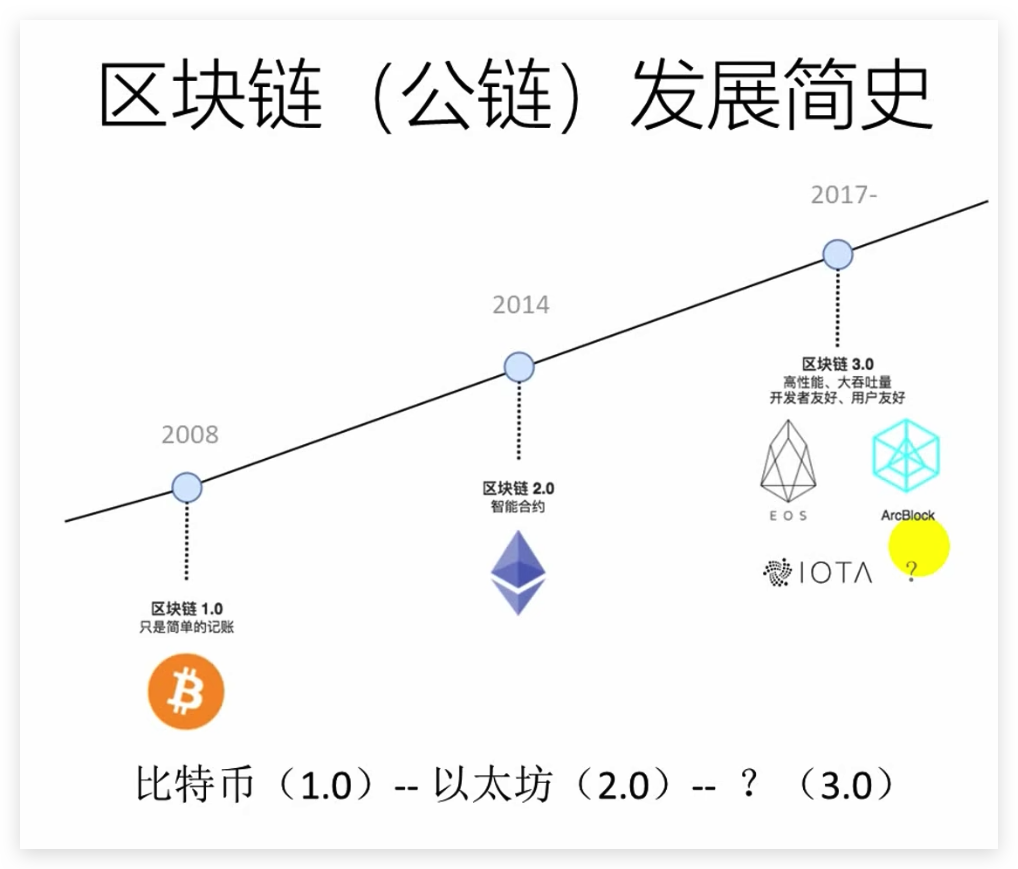 区块链（公链）发展简史
2017-
2014
2008
区块链 3.0
高性能、大吞吐量
开发者友好、用户友好
EOS
ArcBlock
IOTA
?
区块链 2.0
智能合约
区块链 1.0
只是简单的记账
比特币（1.0）-- 以太坊（2.0）-- ？（3.0）